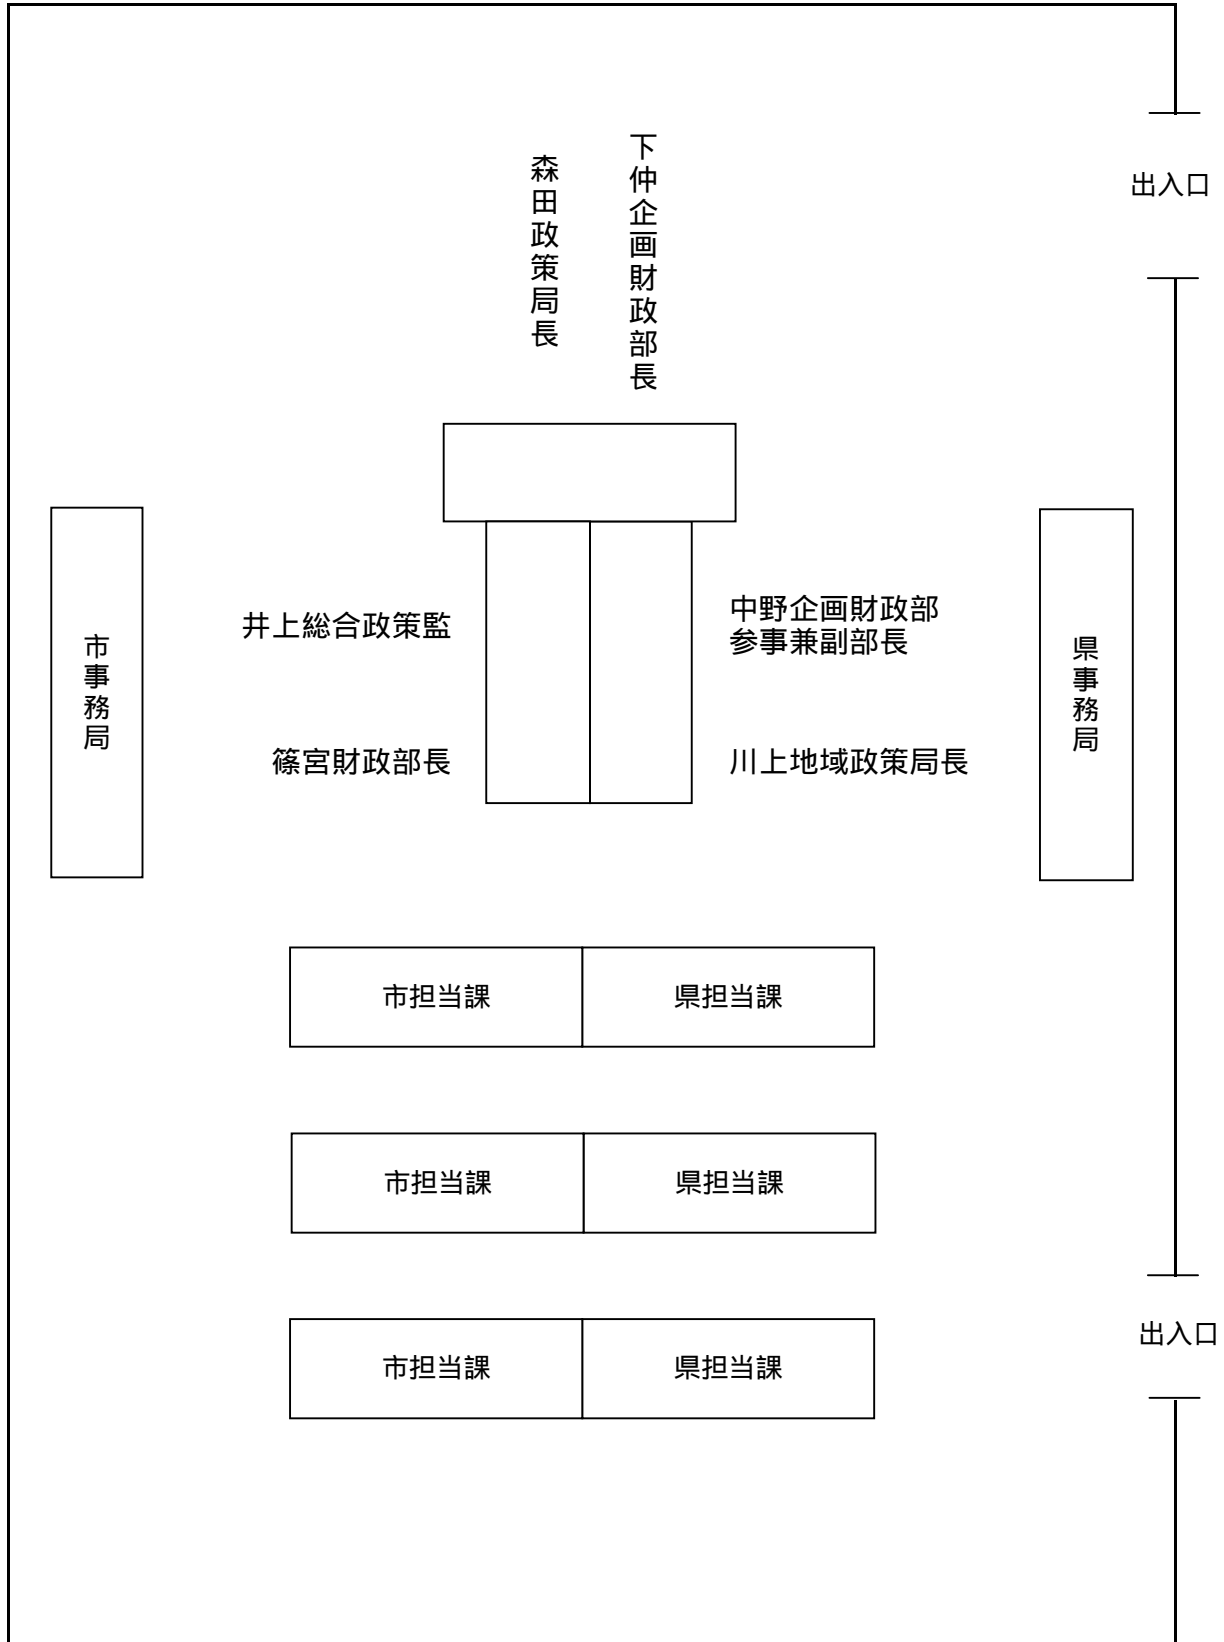 森田政策局長
下仲企画財政部長
出入口
井上総合政策監
中野企画財政部
参事兼副部長
市事務局
県事務局
篠宮財政部長
川上地域政策局長
市担当課
県担当課
市担当課
県担当課
出入口
市担当課
県担当課